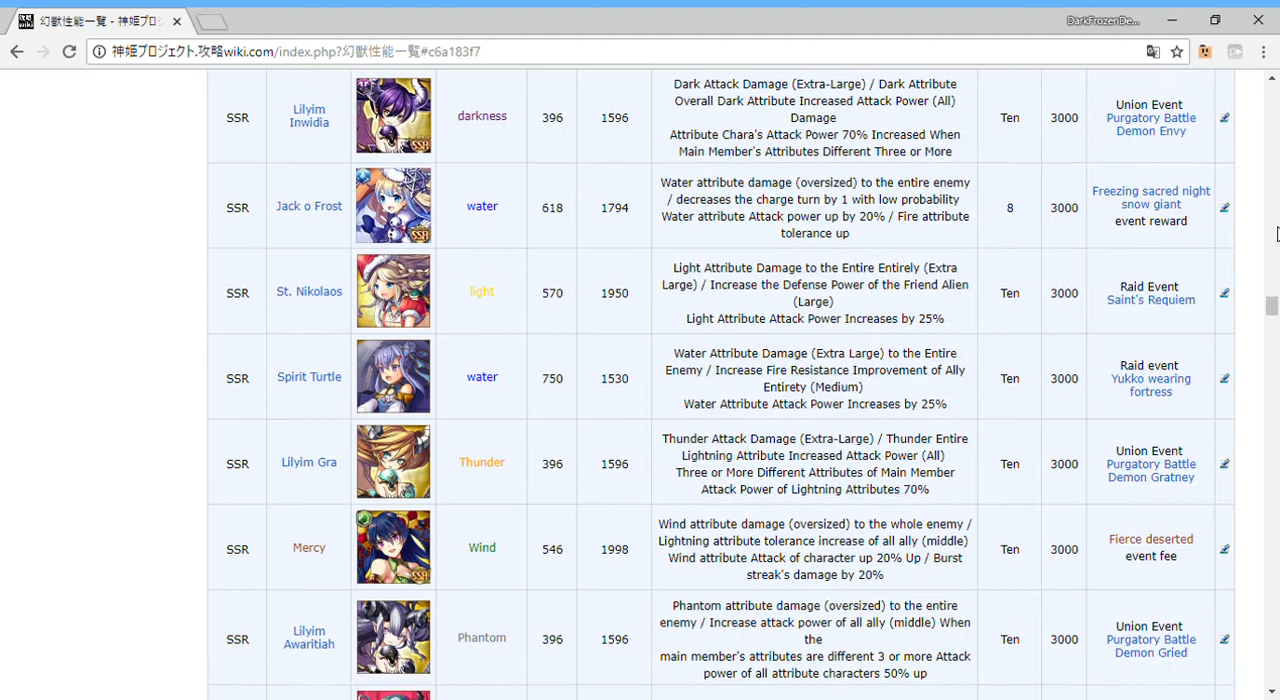 幻獣性能一覧 - 神姫プロジ
DarkFrozenDe...
神姫プロジェクト.攻略wiki.com/index.php?幻獣性能一覧#c6a183f7
SSR
Lilyim
Inwidia
SSR
darkness
396
1596
Dark Attack Damage (Extra-Large) / Dark Attribute
Overall Dark Attribute Increased Attack Power (All)
Damage
Attribute Chara's Attack Power 70% Increased When
Main Member's Attributes Different Three or More
Ten
3000
Union Event
Purgatory Battle
Demon Envy
SSR
Jack o Frost
SSR
water
618
1794
Water attribute damage (oversized) to the entire enemy
/ decreases the charge turn by 1 with low probability
Water attribute Attack power up by 20% / Fire attribute
tolerance up
8
3000
Freezing sacred night
snow giant
event reward
SSR
St. Nikolaos
light
570
1950
Light Attribute Damage to the Entire Entirely (Extra
Large) / Increase the Defense Power of the Friend Alien
(Large)
Light Attribute Attack Power Increases by 25%
Ten
3000
Raid Event
Saint's Requiem
SSR
Spirit Turtle
water
750
1530
Water Attribute Damage (Extra Large) to the Entire
Enemy / Increase Fire Resistance Improvement of Ally
Entirety (Medium)
Water Attribute Attack Power Increases by 25%
Ten
3000
Raid event
Yukko wearing
fortress
SSR
Lilyim Gra
Thunder
396
1596
Thunder Attack Damage (Extra-Large) / Thunder Entire
Lightning Attribute Increased Attack Power (All)
Three or More Different Attributes of Main Member
Attack Power of Lightning Attributes 70%
Ten
3000
Union Event
Purgatory Battle
Demon Gratney
SSR
Mercy
SSR
Wind
546
1998
Wind attribute damage (oversized) to the whole enemy /
Lightning attribute tolerance increase of all ally (middle)
Wind attribute Attack of character up 20% Up / Burst
streak's damage by 20%
Ten
3000
Fierce deserted
event fee
SSR
Lilyim
Awaritiah
Phantom
396
1596
Phantom attribute damage (oversized) to the entire
enemy / Increase attack power of all ally (middle) When
the
main member's attributes are different 3 or more Attack
power of all attribute characters 50% up
Ten
3000
Union Event
Purgatory Battle
Demon Gried